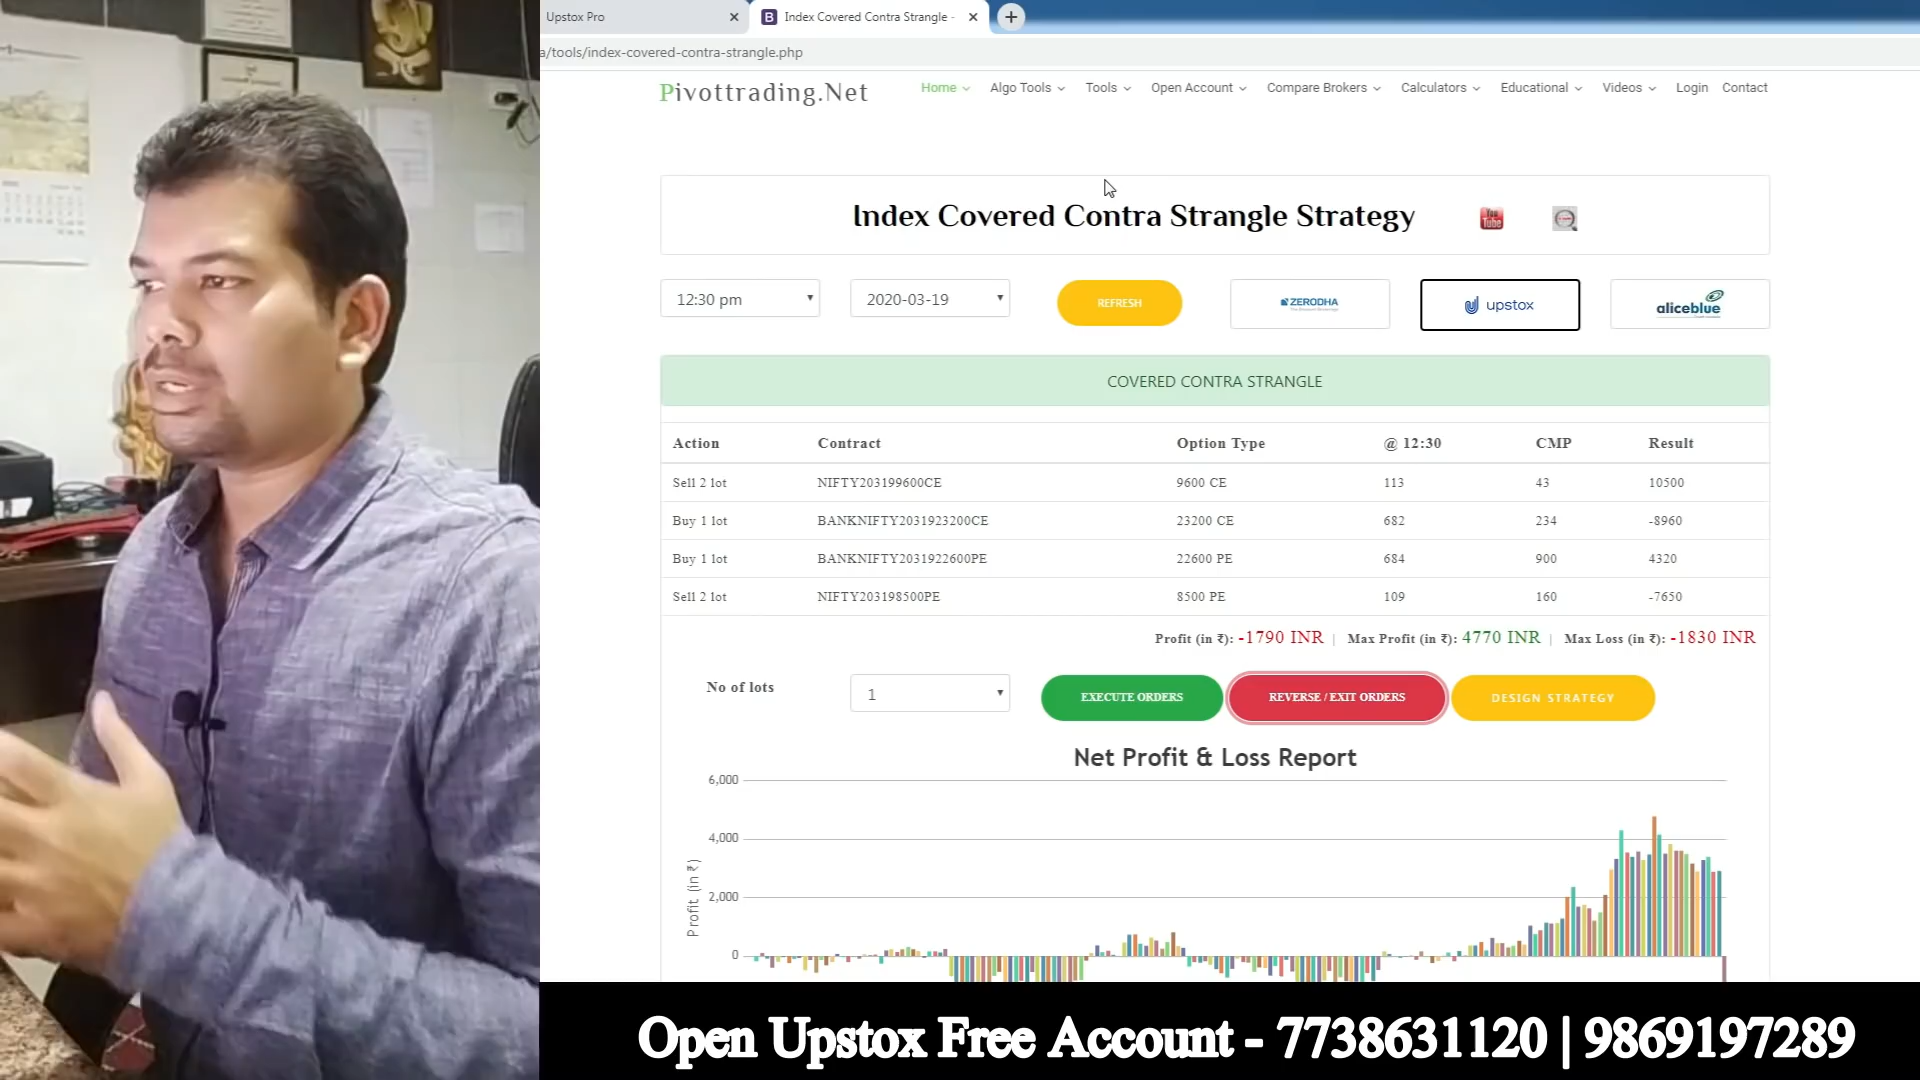 Upstox Pro
Index Covered Contra Strangle -
a/tools/index-covered-contra-strangle.php
Pivottrading.Net
Home Algo Tools Tools Open Account Compare Brokers Calculators Educational Videos Login Contact
Index Covered Contra Strangle Strategy
You Tube
12:30 pm 2020-03-19 REFRESH ZERODHA upstox aliceblue
COVERED CONTRA STRANGLE
Action Contract Option Type @ 12:30 CMP Result
Sell 2 lot NIFTY203199600CE 9600 CE 113 43 10500
Buy 1 lot BANKNIFTY2031923200CE 23200 CE 682 234 -8960
Buy 1 lot BANKNIFTY2031922600PE 22600 PE 684 900 4320
Sell 2 lot NIFTY203198500PE 8500 PE 109 160 -7650
Profit (in ₹): -1790 INR | Max Profit (in ₹): 4770 INR | Max Loss (in ₹): -1830 INR
No of lots 1 EXECUTE ORDERS REVERSE / EXIT ORDERS DESIGN STRATEGY
Net Profit & Loss Report
6,000
4,000
2,000
0
Profit (in ₹)
Open Upstox Free Account - 7738631120 | 9869197289